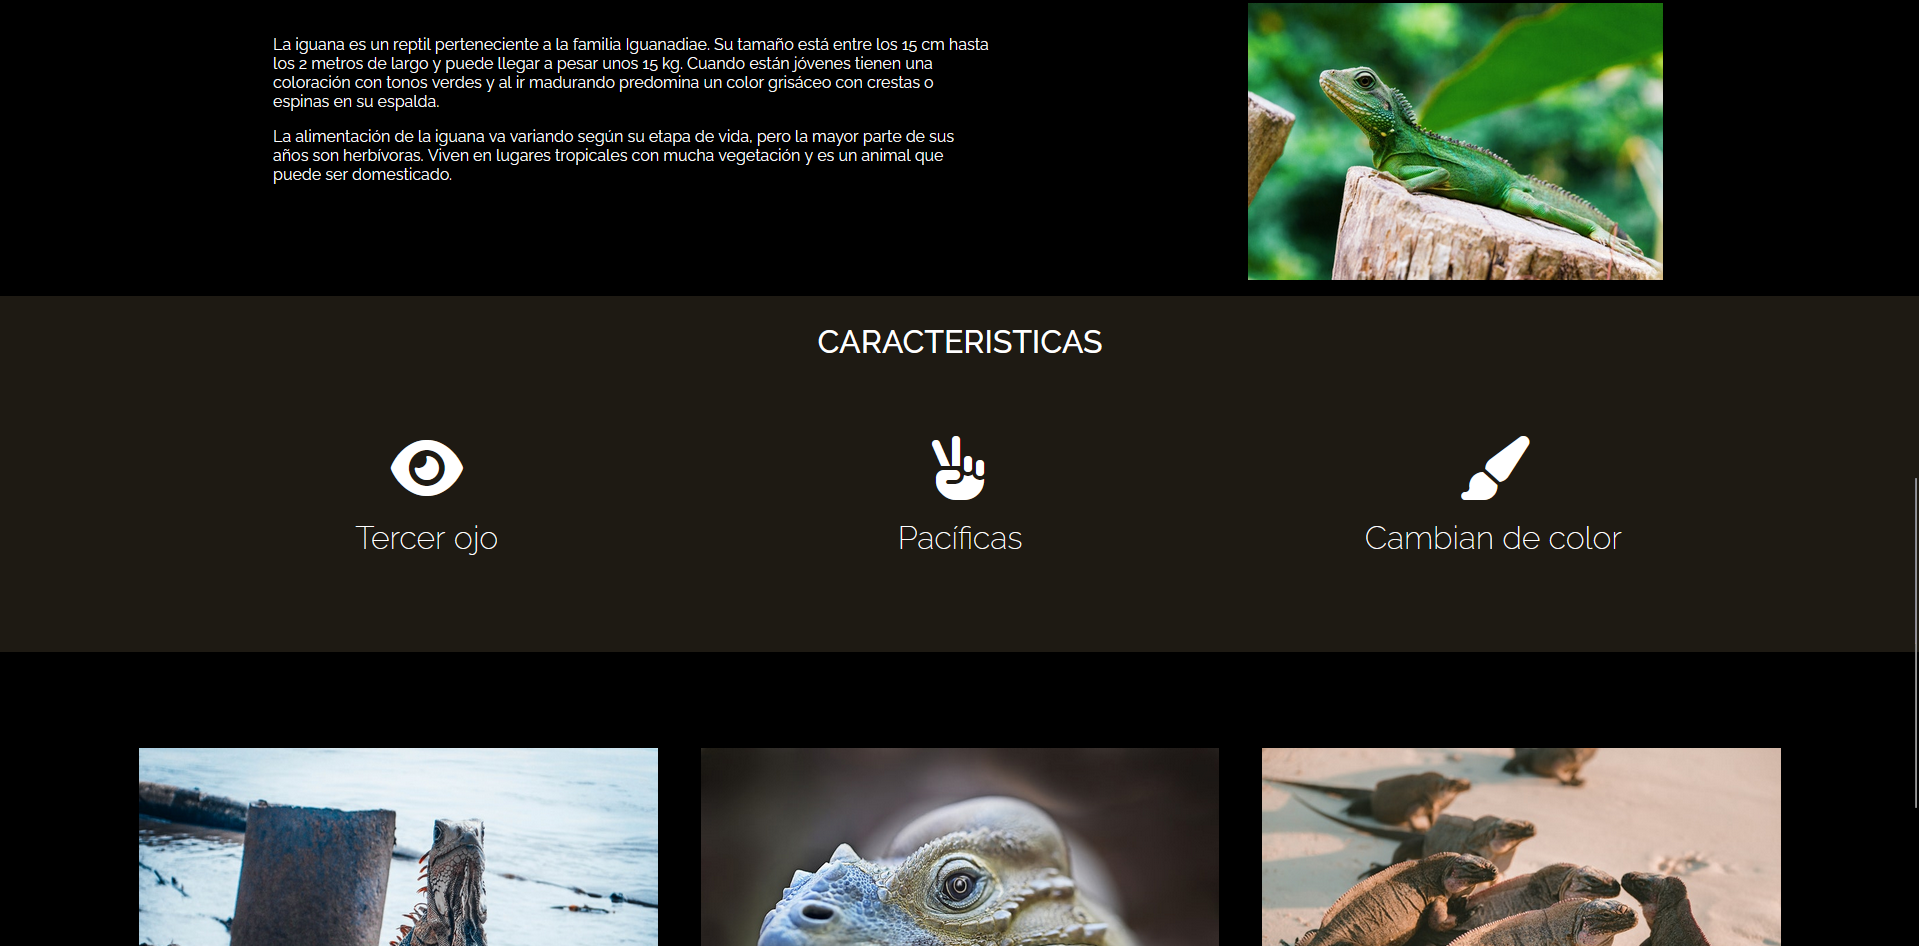 La iguana es un reptil perteneciente a la familia Iguanadiae. Su tamaño está entre los 15 cm hasta
los 2 metros de largo y puede llegar a pesar unos 15 kg. Cuando están jóvenes tienen una
coloración con tonos verdes y al ir madurando predomina un color grisáceo con crestas o
espinas en su espalda.
La alimentación de la iguana va variando según su etapa de vida, pero la mayor parte de sus
años son herbívoras. Viven en lugares tropicales con mucha vegetación y es un animal que
puede ser domesticado.
CARACTERISTICAS
Tercer ojo
Pacíficas
Cambian de color